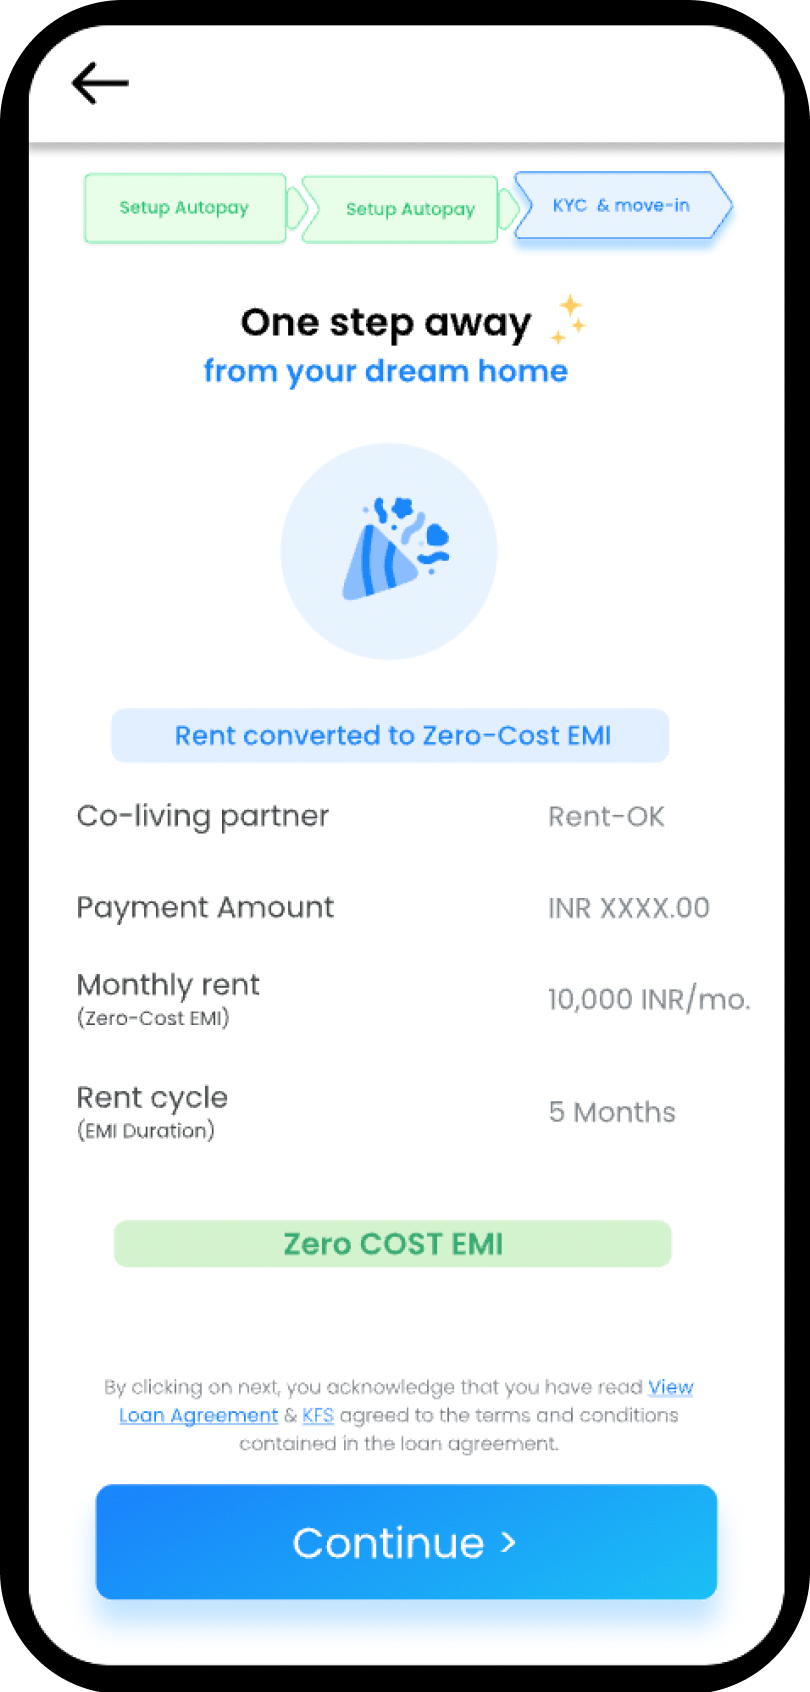 Setup Autopay
Setup Autopay
KYC & move-in
One step away
from your dream home
Rent converted to Zero-Cost EMI
Co-living partner
Rent-OK
Payment Amount
INR XXXX.00
Monthly rent
(Zero-Cost EMI)
10,000 INR/mo.
Rent cycle
(EMI Duration)
5 Months
Zero COST EMI
By clicking on next, you acknowledge that you have read View
Loan Agreement & KFS agreed to the terms and conditions
contained in the loan agreement.
Continue >